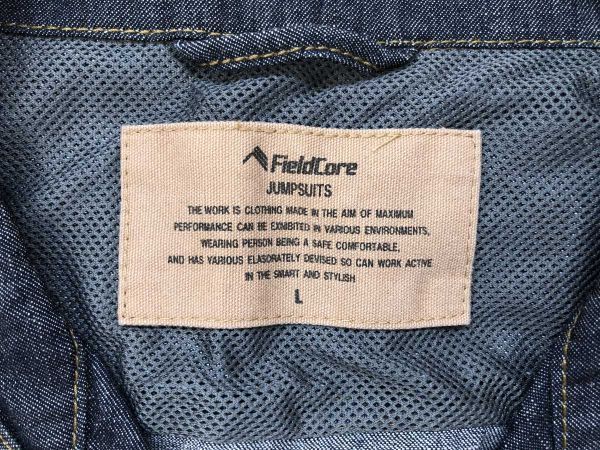 FieldCore
JUMPSUITS
THE WORK IS CLOTHING MADE IN THE AIM OF MAXIMUM
PERFORMANCE CAN BE EXMIBITED IN VARIOUS ENVIRONMENTS,
WEARING PERSON BEING A SAFE COMFORTABLE.
AND HAS VARIOUS ELASORATELY DEVISED SO CAN WORK ACTIVE
IN THE SMART AND STYLISH
L